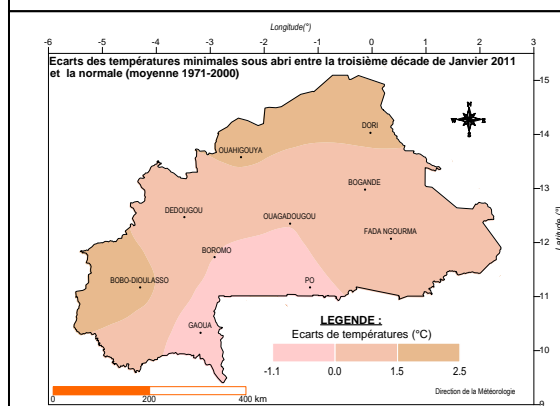 Longitude(°)
-6 -5 -4 -3 -2 -1 0 1 2 3
Ecarts des températures minimales sous abri entre la troisième décade de Janvier 2011
et la normale (moyenne 1971-2000)
15
N
W E
S
14
DORI
OUAHIGOUYA
13
BOGANDE
DEDOUGOU
OUAGADOUGOU
FADA NGOURMA
Latitude (°)
12
BOROMO
BOBO-DIOULASSO
PO
11
GAOUA
LEGENDE :
Ecarts de températures (°C)
10
-1.1 0.0 1.5 2.5
0 200 400 km
Direction de la Météorologie
9